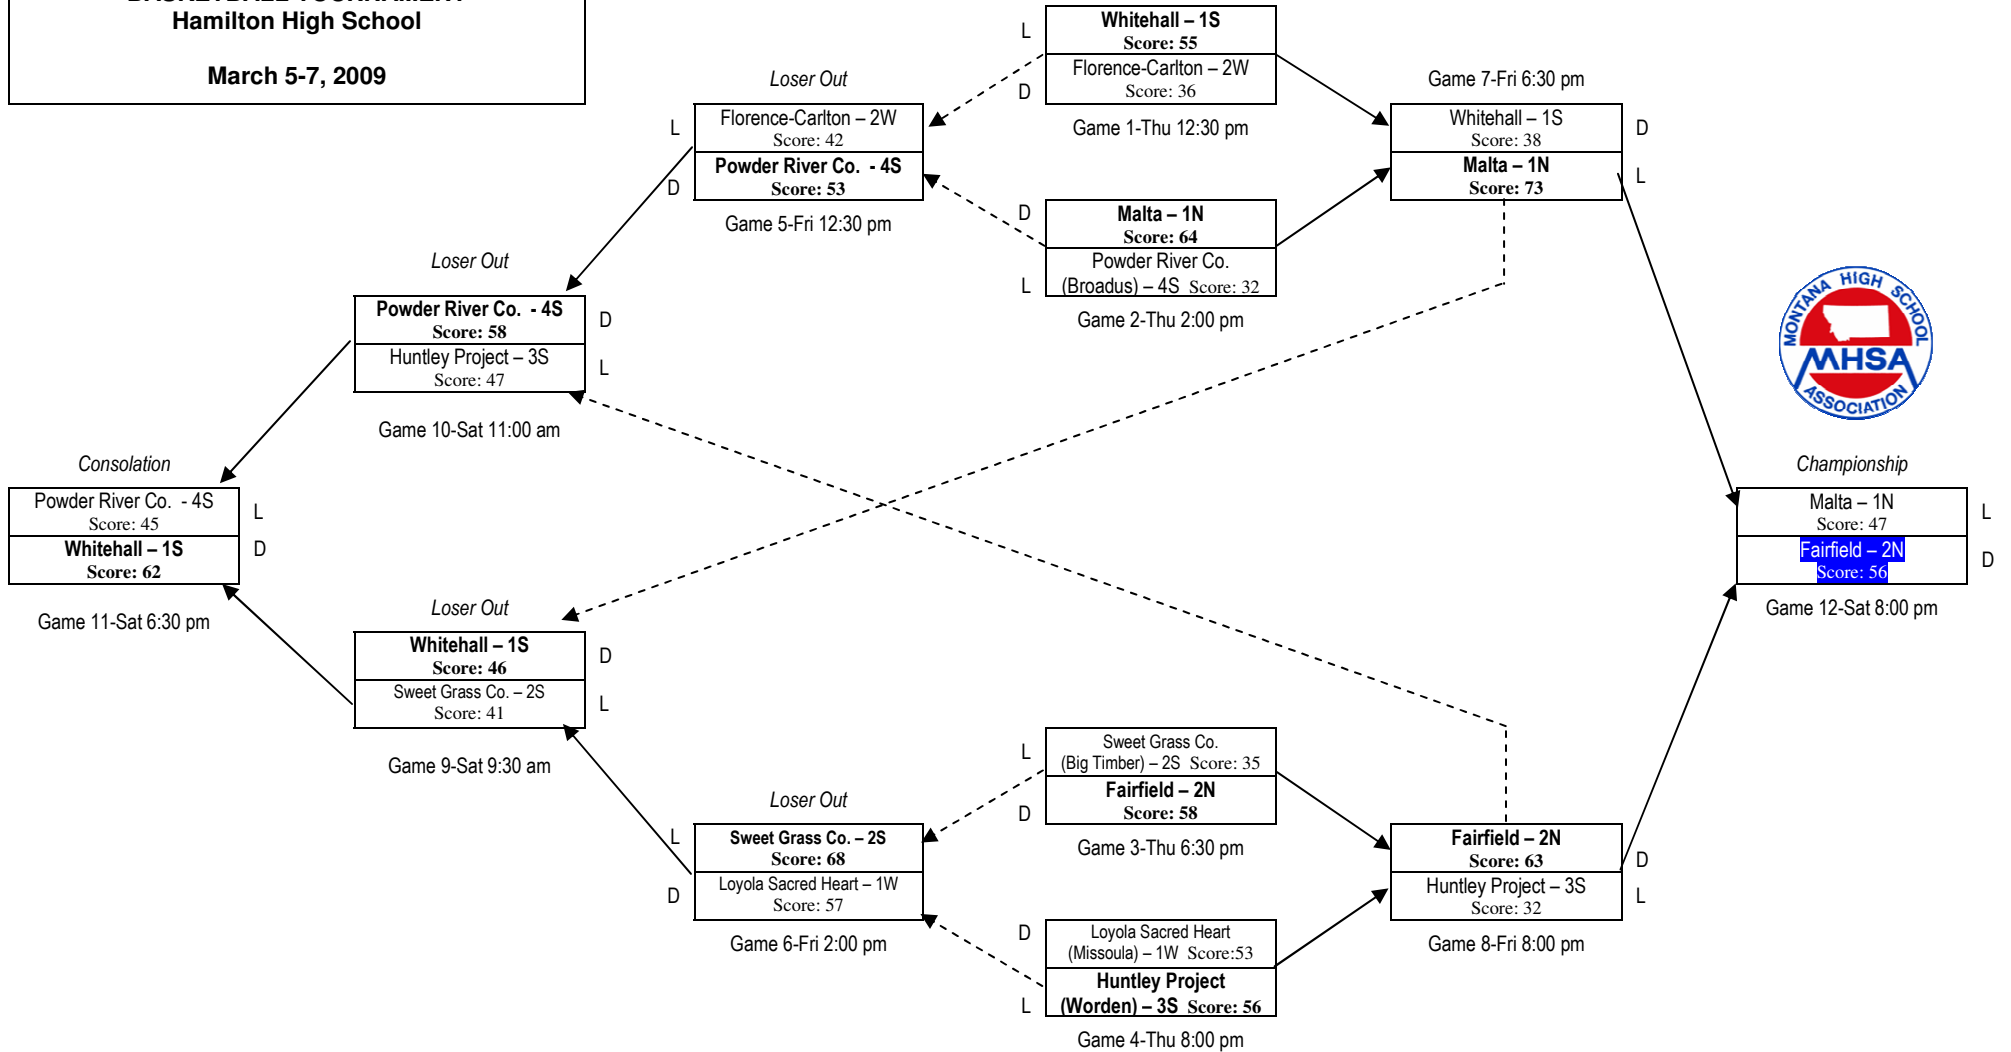 BASKETBALL TOURNAMENT
Hamilton High School
March 5-7, 2009
L
Whitehall – 1S
Score: 55
Florence-Carlton – 2W
Score: 36
D
Game 1-Thu 12:30 pm
Loser Out
L
Florence-Carlton – 2W
Score: 42
Powder River Co.  - 4S
Score: 53
D
Game 5-Fri 12:30 pm
Game 7-Fri 6:30 pm
Whitehall – 1S
Score: 38
D
Malta – 1N
Score: 73
L
D
Malta – 1N
Score: 64
Powder River Co.
(Broadus) – 4S  Score: 32
L
Game 2-Thu 2:00 pm
Loser Out
Powder River Co.  - 4S
Score: 58
D
Huntley Project – 3S
Score: 47
L
Game 10-Sat 11:00 am
MONTANA HIGH SCHOOL
MHSA
ASSOCIATION
Consolation
Powder River Co.  - 4S
Score: 45
L
Whitehall – 1S
Score: 62
D
Game 11-Sat 6:30 pm
Championship
Malta – 1N
Score: 47
L
Fairfield – 2N
Score: 56
D
Game 12-Sat 8:00 pm
Loser Out
Whitehall – 1S
Score: 46
D
Sweet Grass Co. – 2S
Score: 41
L
Game 9-Sat 9:30 am
L
Sweet Grass Co.
(Big Timber) – 2S  Score: 35
Fairfield – 2N
Score: 58
D
Game 3-Thu 6:30 pm
Loser Out
L
Sweet Grass Co. – 2S
Score: 68
Loyola Sacred Heart – 1W
Score: 57
D
Game 6-Fri 2:00 pm
Fairfield – 2N
Score: 63
D
Huntley Project – 3S
Score: 32
L
Game 8-Fri 8:00 pm
D
Loyola Sacred Heart
(Missoula) – 1W  Score:53
Huntley Project
(Worden) – 3S  Score: 56
L
Game 4-Thu 8:00 pm